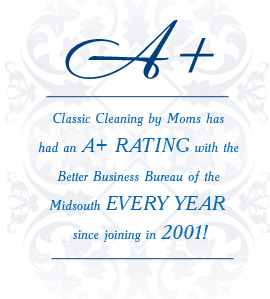 A+
Classic Cleaning by Moms has
had an A+ RATING with the
Better Business Bureau of the
Midsouth EVERY YEAR
since joining in 2001!